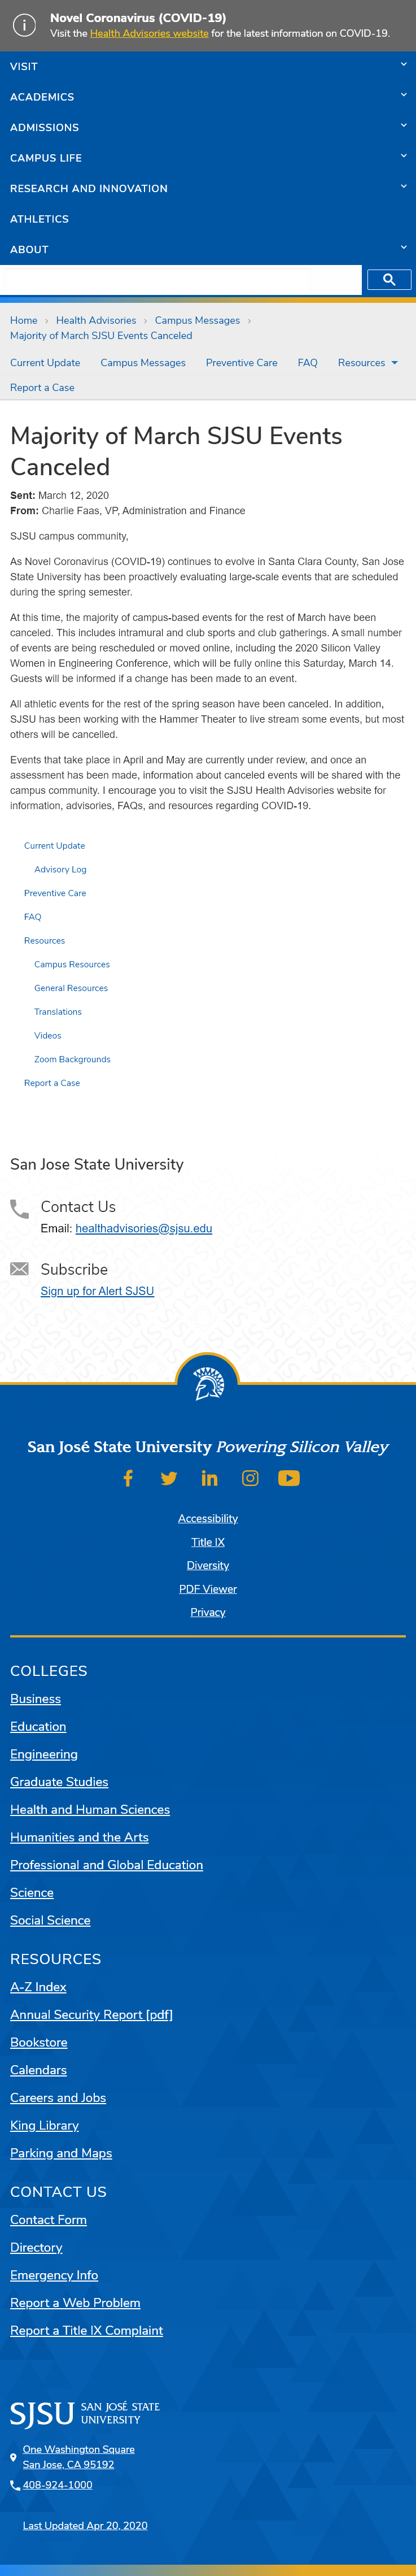 Novel Coronavirus (COVID-19)
Visit the Health Advisories website for the latest information on COVID-19.
VISIT
ACADEMICS
ADMISSIONS
CAMPUS LIFE
RESEARCH AND INNOVATION
ATHLETICS
ABOUT
Home › Health Advisories › Campus Messages ›
Majority of March SJSU Events Canceled
Current Update Campus Messages Preventive Care FAQ Resources
Report a Case
Majority of March SJSU Events
Canceled
Sent: March 12, 2020
From: Charlie Faas, VP, Administration and Finance
SJSU campus community,
As Novel Coronavirus (COVID-19) continues to evolve in Santa Clara County, San Jose
State University has been proactively evaluating large-scale events that are scheduled
during the spring semester.
At this time, the majority of campus-based events for the rest of March have been
canceled. This includes intramural and club sports and club gatherings. A small number
of events are being rescheduled or moved online, including the 2020 Silicon Valley
Women in Engineering Conference, which will be fully online this Saturday, March 14.
Guests will be informed if a change has been made to an event.
All athletic events for the rest of the spring season have been canceled. In addition,
SJSU has been working with the Hammer Theater to live stream some events, but most
others will be cancelled.
Events that take place in April and May are currently under review, and once an
assessment has been made, information about canceled events will be shared with the
campus community. I encourage you to visit the SJSU Health Advisories website for
information, advisories, FAQs, and resources regarding COVID-19.
Current Update
Advisory Log
Preventive Care
FAQ
Resources
Campus Resources
General Resources
Translations
Videos
Zoom Backgrounds
Report a Case
San Jose State University
Contact Us
Email: healthadvisories@sjsu.edu
Subscribe
Sign up for Alert SJSU
San José State University Powering Silicon Valley
Accessibility
Title IX
Diversity
PDF Viewer
Privacy
COLLEGES
Business
Education
Engineering
Graduate Studies
Health and Human Sciences
Humanities and the Arts
Professional and Global Education
Science
Social Science
RESOURCES
A-Z Index
Annual Security Report [pdf]
Bookstore
Calendars
Careers and Jobs
King Library
Parking and Maps
CONTACT US
Contact Form
Directory
Emergency Info
Report a Web Problem
Report a Title IX Complaint
SJSU SAN JOSÉ STATE
UNIVERSITY
One Washington Square
San Jose, CA 95192
408-924-1000
Last Updated Apr 20, 2020